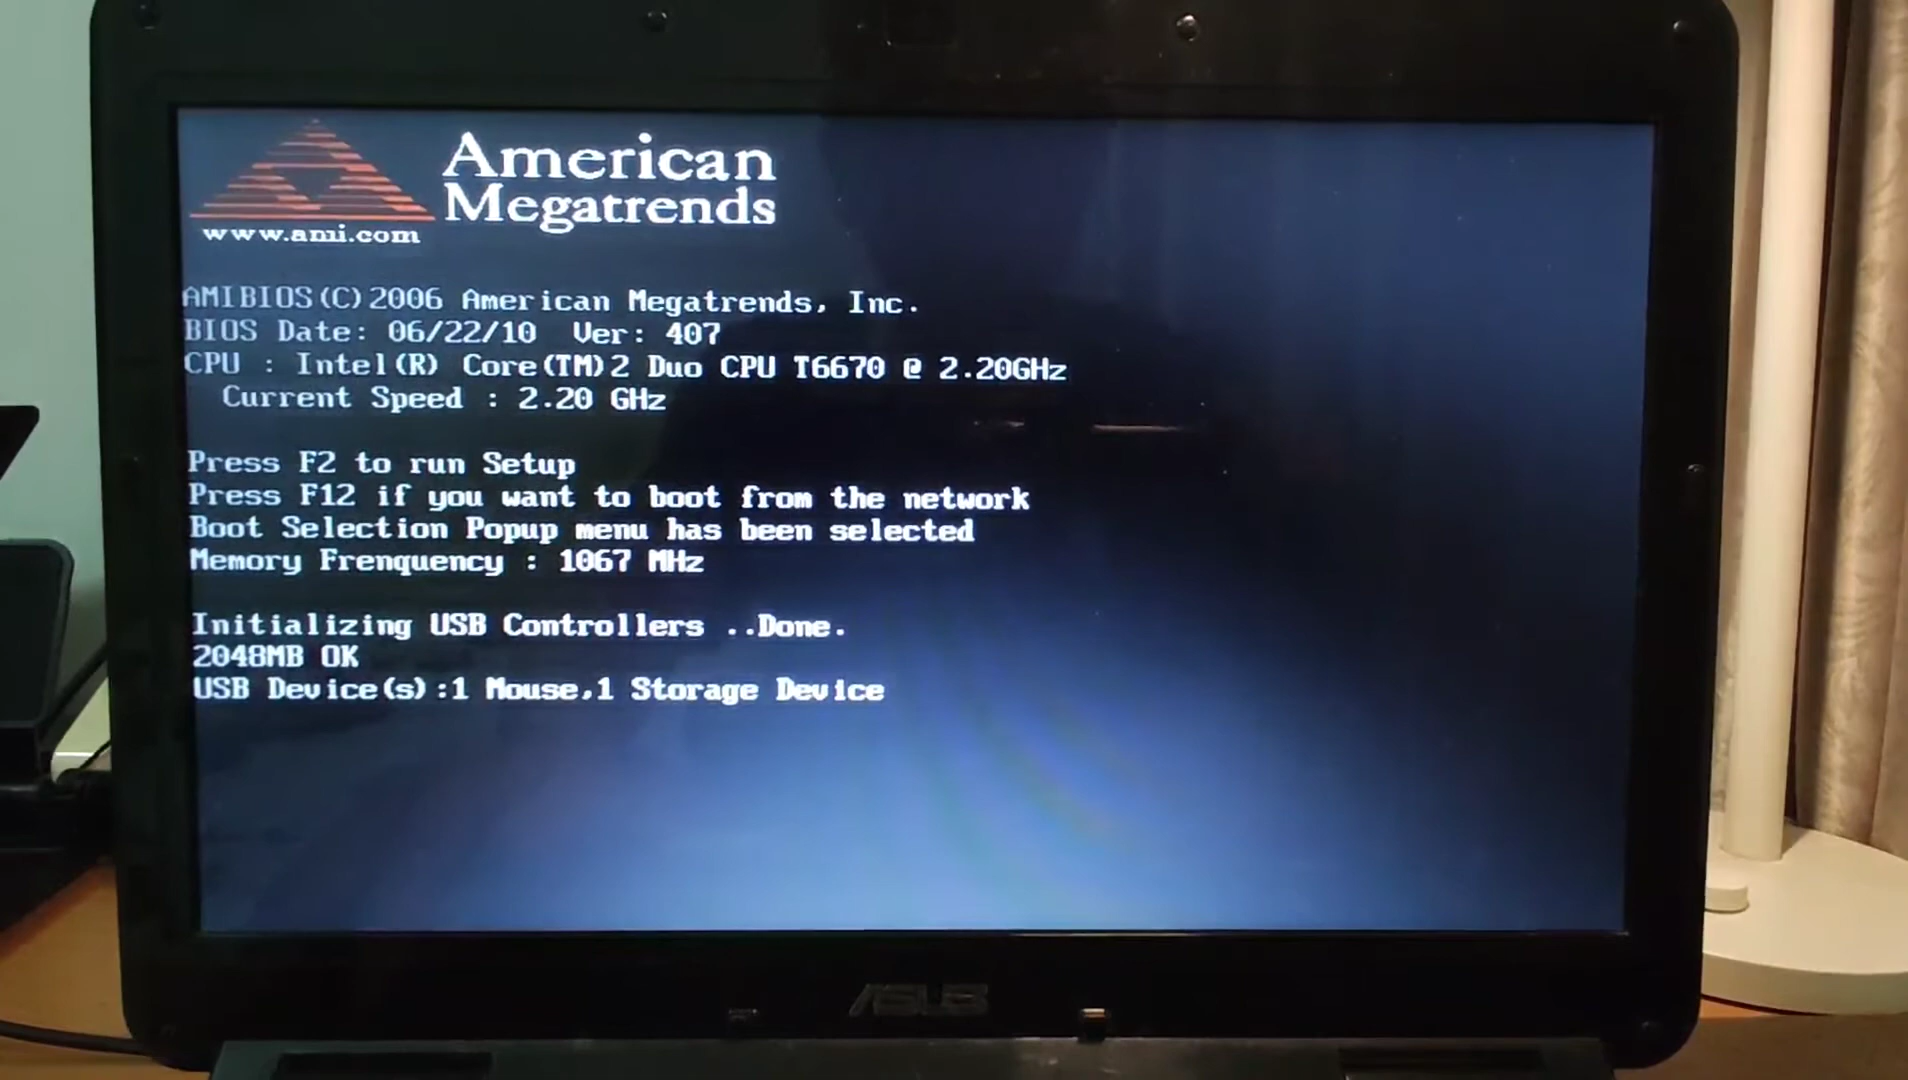 American
Megatrends
www.ami.com
AMIBIOS(C)2006 American Megatrends, Inc.
BIOS Date: 06/22/10 Ver: 407
CPU : Intel(R) Core(TM)2 Duo CPU T6670 @ 2.20GHz
Current Speed : 2.20 GHz
Press F2 to run Setup
Press F12 if you want to boot from the network
Boot Selection Popup menu has been selected
Memory Frenquency : 1067 MHz
Initializing USB Controllers ..Done.
2048MB OK
USB Device(s):1 Mouse,1 Storage Device
ASUS